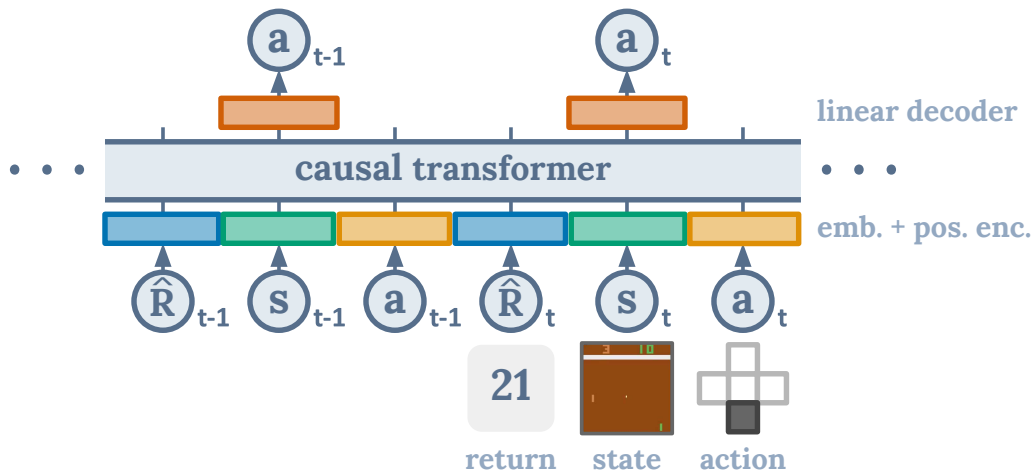 a t-1 a t
linear decoder
• • • causal transformer • • •
emb. + pos. enc.
R̂ t-1 s t-1 a t-1 R̂ t s t a t
3 10
21
return state action